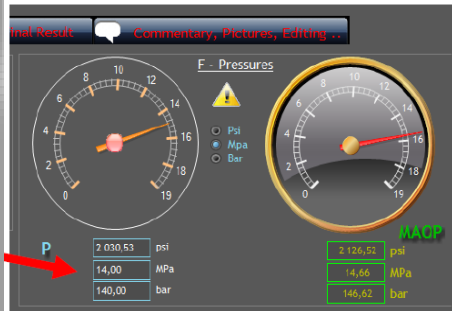 inal Result Commentary, Pictures, Editing ..
F - Pressures
0 2 4 6 8 10 12 14 16 19
Psi
Mpa
Bar
0 2 4 6 8 10 12 14 16 19
MAOP
P 2 030,53 psi 2 126,52 psi
14,00 MPa 14,66 MPa
140,00 bar 146,62 bar